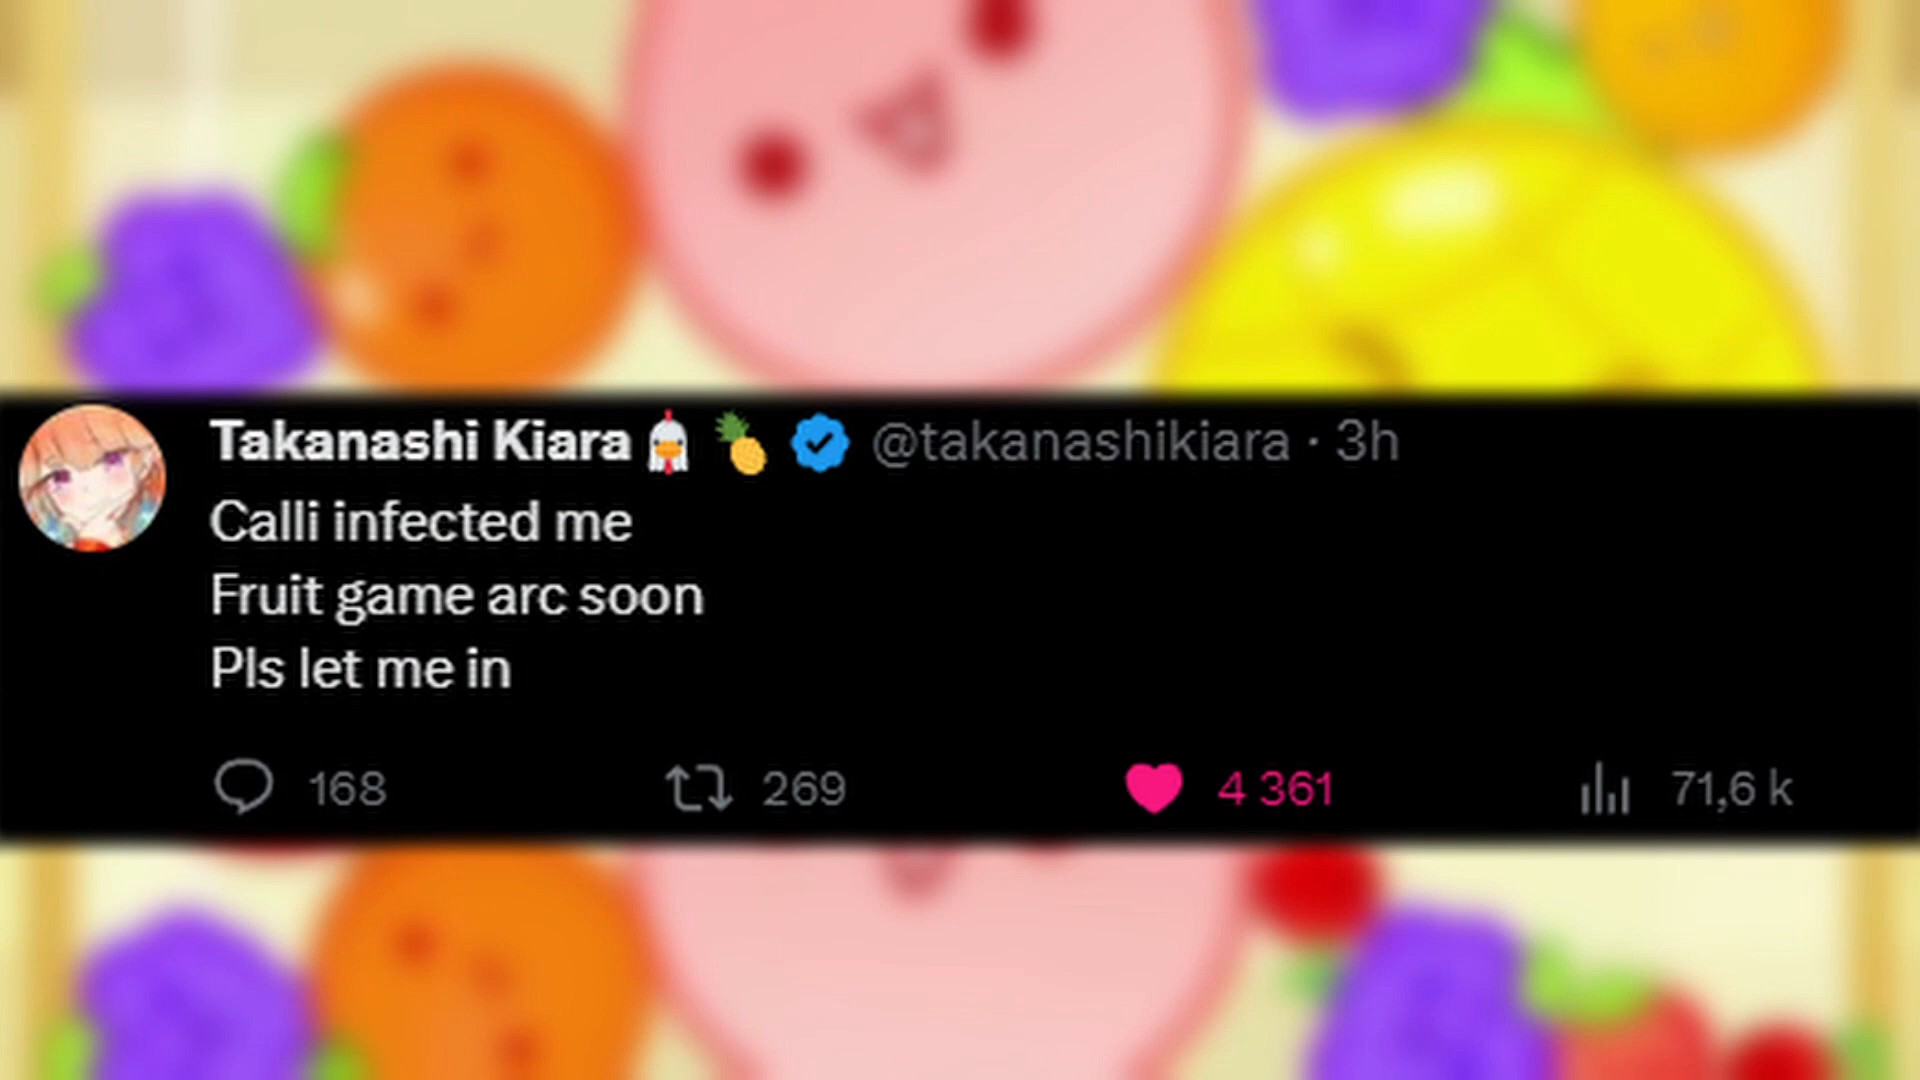 Takanashi Kiara🐔🍍 @takanashikiara · 3h
Calli infected me
Fruit game arc soon
Pls let me in
168 269 4 361 71,6 k